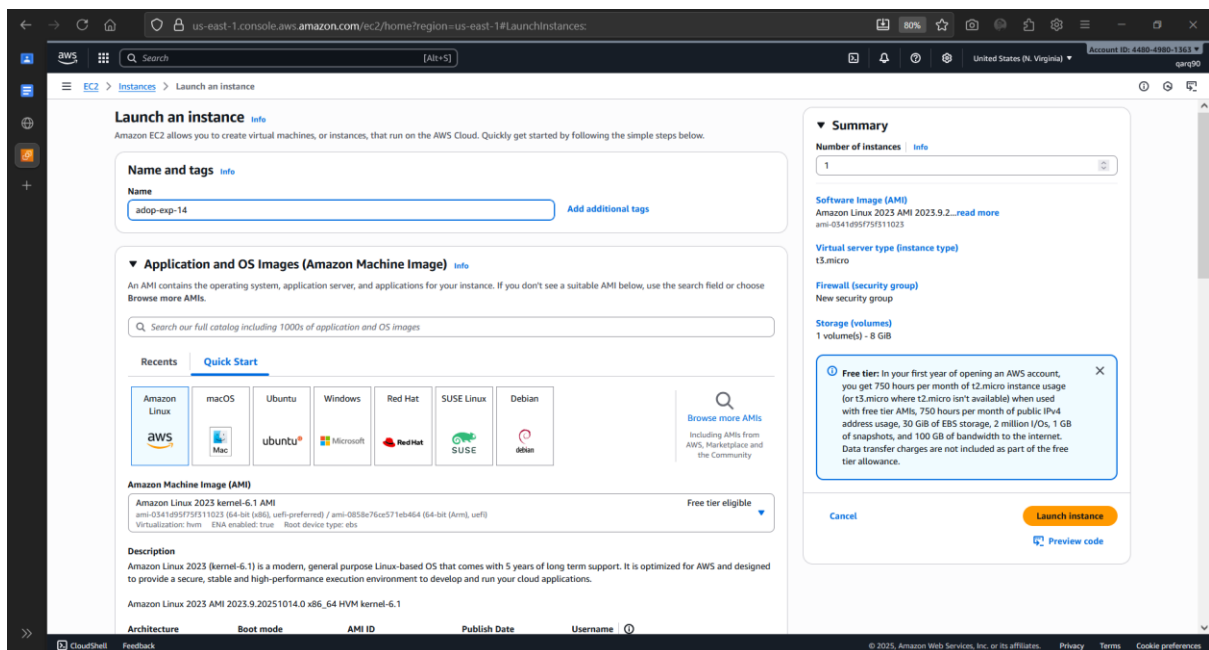 us-east-1.console.aws.amazon.com/ec2/home?region=us-east-1#LaunchInstances:
80%
aws
Search
[Alt+S]
United States (N. Virginia)
Account ID: 4480-4980-1363
qarq90
EC2 > Instances > Launch an instance
Launch an instance Info
Amazon EC2 allows you to create virtual machines, or instances, that run on the AWS Cloud. Quickly get started by following the simple steps below.
Name and tags Info
Name
adop-exp-14
Add additional tags
Application and OS Images (Amazon Machine Image) Info
An AMI contains the operating system, application server, and applications for your instance. If you don't see a suitable AMI below, use the search field or choose
Browse more AMIs.
Search our full catalog including 1000s of application and OS images
Recents
Quick Start
Amazon
Linux
aws
macOS
Mac
Ubuntu
ubuntu
Windows
Microsoft
Red Hat
Red Hat
SUSE Linux
SUSE
Debian
debian
Browse more AMIs
Including AMIs from
AWS, Marketplace and
the Community
Amazon Machine Image (AMI)
Amazon Linux 2023 kernel-6.1 AMI
Free tier eligible
ami-0341d95f75f311023 (64-bit (x86), uefi-preferred) / ami-0858e76ce571eb464 (64-bit (Arm), uefi)
Virtualization: hvm ENA enabled: true Root device type: ebs
Description
Amazon Linux 2023 (kernel-6.1) is a modern, general purpose Linux-based OS that comes with 5 years of long term support. It is optimized for AWS and designed
to provide a secure, stable and high-performance execution environment to develop and run your cloud applications.
Amazon Linux 2023 AMI 2023.9.20251014.0 x86_64 HVM kernel-6.1
Architecture Boot mode AMI ID Publish Date Username
Summary
Number of instances Info
1
Software Image (AMI)
Amazon Linux 2023 AMI 2023.9.2...read more
ami-0341d95f75f311023
Virtual server type (instance type)
t3.micro
Firewall (security group)
New security group
Storage (volumes)
1 volume(s) - 8 GiB
Free tier: In your first year of opening an AWS account,
you get 750 hours per month of t2.micro instance usage
(or t3.micro where t2.micro isn't available) when used
with free tier AMIs, 750 hours per month of public IPv4
address usage, 30 GiB of EBS storage, 2 million I/Os, 1 GB
of snapshots, and 100 GB of bandwidth to the internet.
Data transfer charges are not included as part of the free
tier allowance.
Cancel
Launch instance
Preview code
CloudShell Feedback
© 2025, Amazon Web Services, Inc. or its affiliates. Privacy Terms Cookie preferences